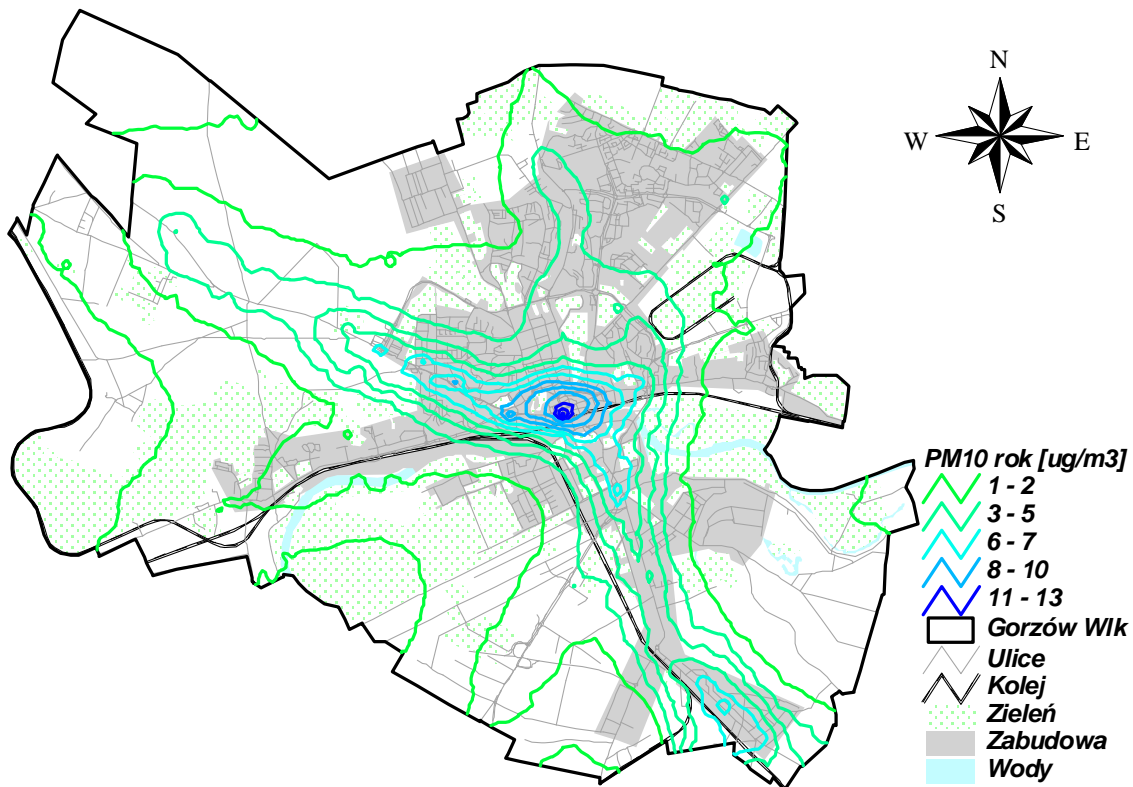 N
W E
S
PM10 rok [ug/m3]
1 - 2
3 - 5
6 - 7
8 - 10
11 - 13
Gorzów Wlk
Ulice
Kolej
Zieleń
Zabudowa
Wody